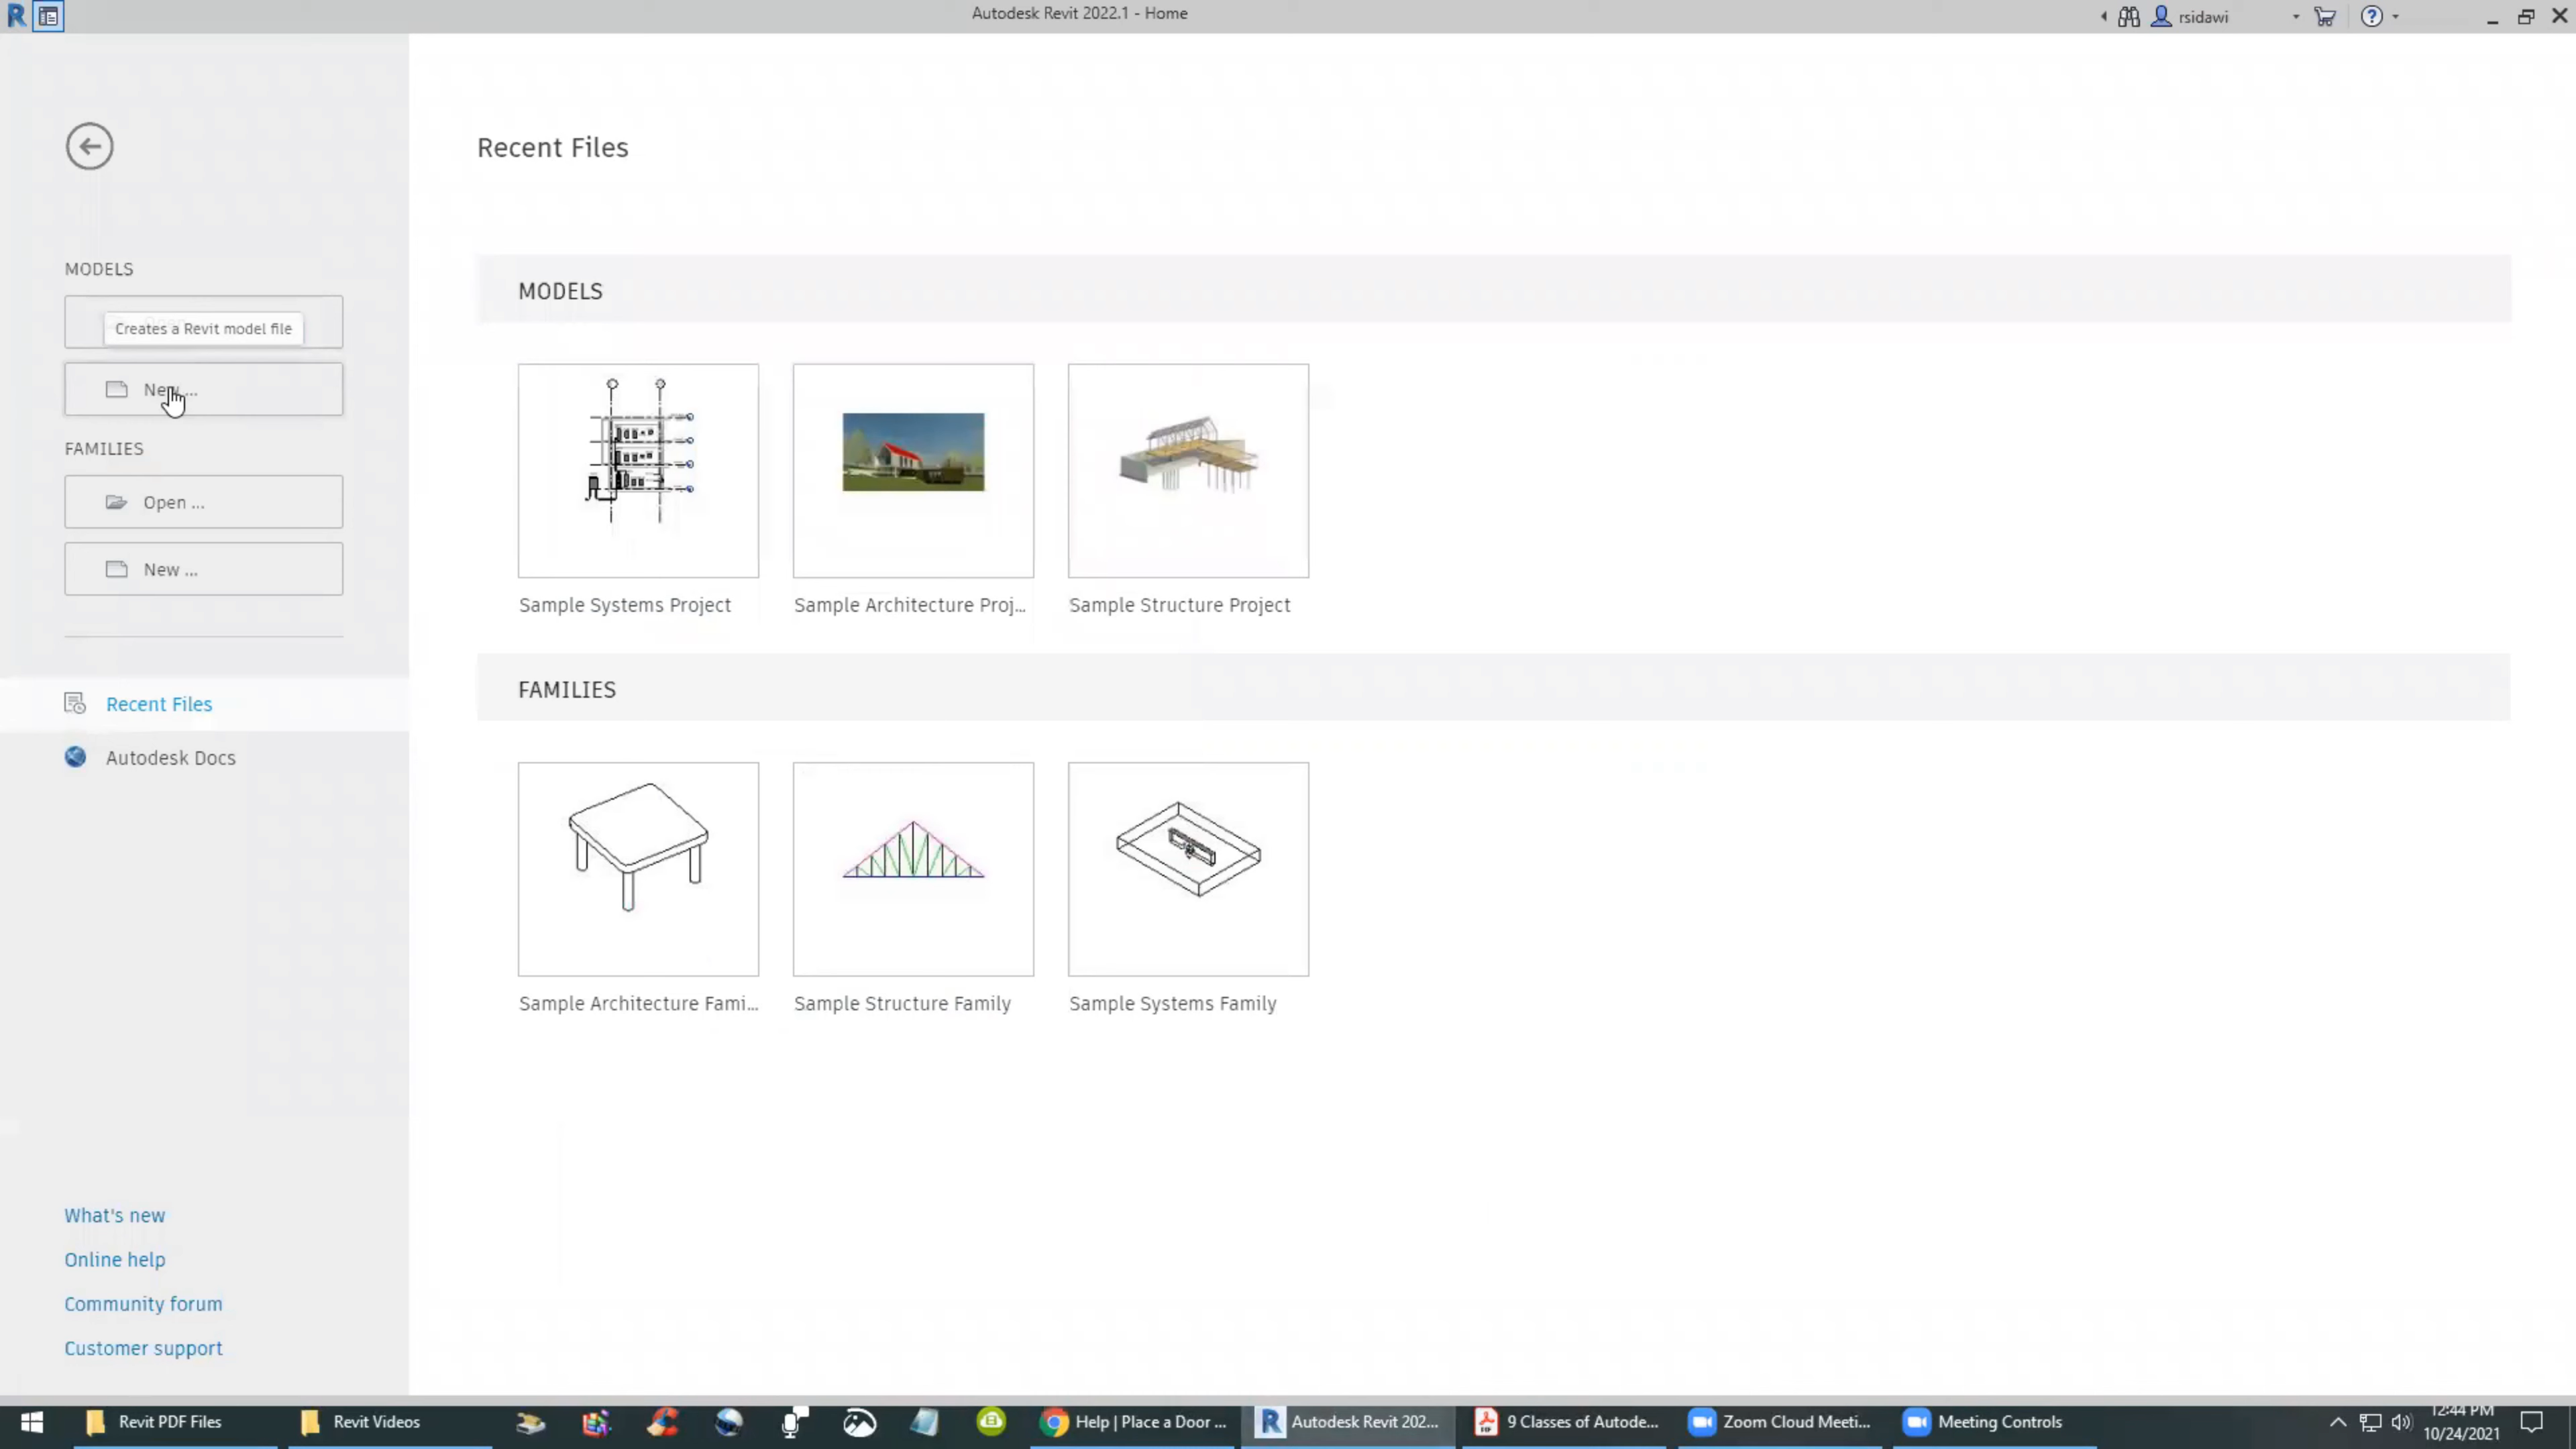 Autodesk Revit 2022.1 - Home
rsidawi
Recent Files
MODELS
Creates a Revit model file
New ...
FAMILIES
Open ...
New ...
Recent Files
Autodesk Docs
What's new
Online help
Community forum
Customer support
MODELS
Sample Systems Project
Sample Architecture Proj...
Sample Structure Project
FAMILIES
Sample Architecture Fami...
Sample Structure Family
Sample Systems Family
Revit PDF Files
Revit Videos
Help | Place a Door ...
Autodesk Revit 202...
9 Classes of Autode...
Zoom Cloud Meeti...
Meeting Controls
12:44 PM
10/24/2021